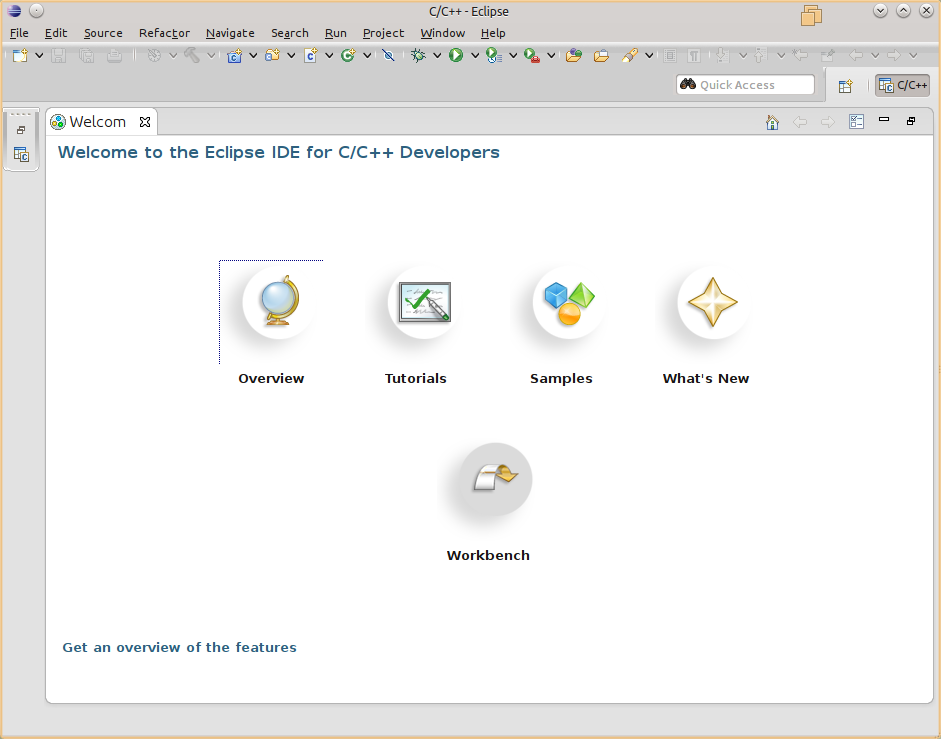 C/C++ - Eclipse
File Edit Source Refactor Navigate Search Run Project Window Help
Quick Access
C/C++
Welcom
Welcome to the Eclipse IDE for C/C++ Developers
Overview Tutorials Samples What's New
Workbench
Get an overview of the features